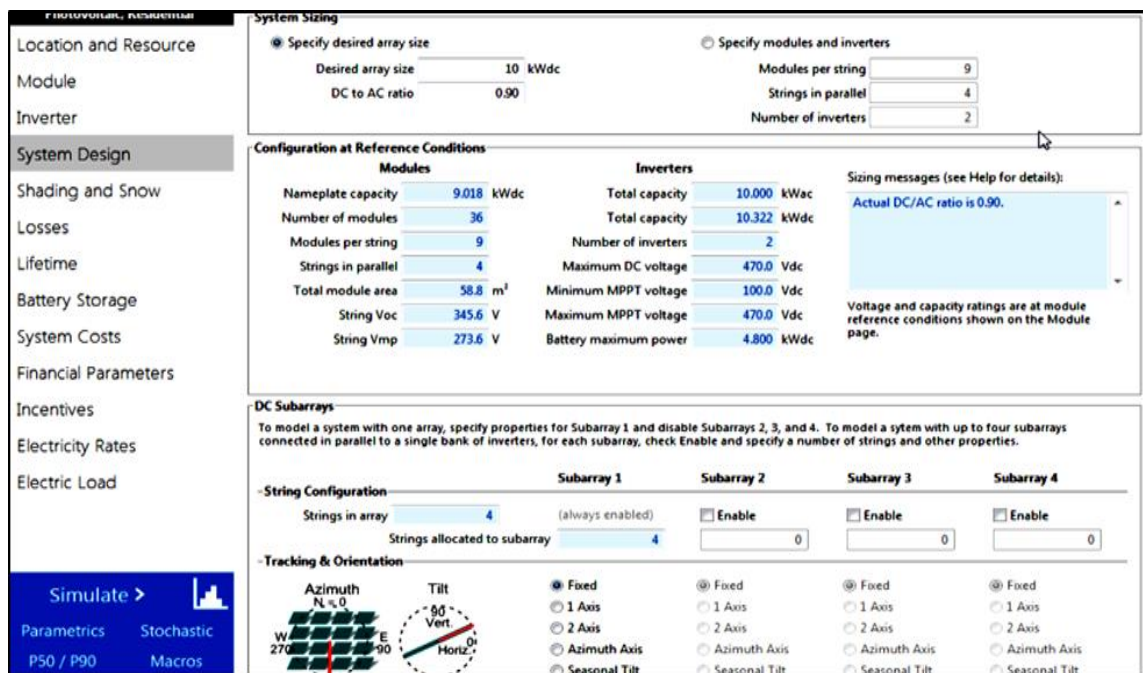 Photovoltaic, Residential
Location and Resource
Module
Inverter
System Design
Shading and Snow
Losses
Lifetime
Battery Storage
System Costs
Financial Parameters
Incentives
Electricity Rates
Electric Load
Simulate >
Parametrics Stochastic
P50 / P90 Macros
System Sizing
Specify desired array size
Desired array size 10 kWdc
DC to AC ratio 0.90
Specify modules and inverters
Modules per string 9
Strings in parallel 4
Number of inverters 2
Configuration at Reference Conditions
Modules
Nameplate capacity 9.018 kWdc
Number of modules 36
Modules per string 9
Strings in parallel 4
Total module area 58.8 m²
String Voc 345.6 V
String Vmp 273.6 V
Inverters
Total capacity 10.000 kWac
Total capacity 10.322 kWdc
Number of inverters 2
Maximum DC voltage 470.0 Vdc
Minimum MPPT voltage 100.0 Vdc
Maximum MPPT voltage 470.0 Vdc
Battery maximum power 4.800 kWdc
Sizing messages (see Help for details):
Actual DC/AC ratio is 0.90.
Voltage and capacity ratings are at module
reference conditions shown on the Module
page.
DC Subarrays
To model a system with one array, specify properties for Subarray 1 and disable Subarrays 2, 3, and 4. To model a sytem with up to four subarrays
connected in parallel to a single bank of inverters, for each subarray, check Enable and specify a number of strings and other properties.
Subarray 1 Subarray 2 Subarray 3 Subarray 4
String Configuration
Strings in array 4 (always enabled) Enable Enable Enable
Strings allocated to subarray 4 0 0 0
Tracking & Orientation
Azimuth Tilt
N = 0
W
270
E
90
90
Vert.
0
Horiz.
Fixed Fixed Fixed Fixed
1 Axis 1 Axis 1 Axis 1 Axis
2 Axis 2 Axis 2 Axis 2 Axis
Azimuth Axis Azimuth Axis Azimuth Axis Azimuth Axis
Seasonal Tilt Seasonal Tilt Seasonal Tilt Seasonal Tilt